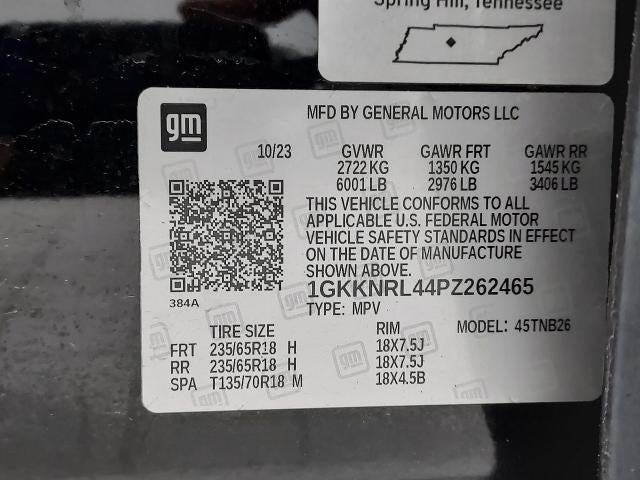 Spring Hill, Tennessee
gm
MFD BY GENERAL MOTORS LLC
10/23 GVWR GAWR FRT GAWR RR
2722 KG 1350 KG 1545 KG
6001 LB 2976 LB 3406 LB
THIS VEHICLE CONFORMS TO ALL
APPLICABLE U.S. FEDERAL MOTOR
VEHICLE SAFETY STANDARDS IN EFFECT
ON THE DATE OF MANUFACTURE
SHOWN ABOVE.
384A
1GKKNRL44PZ262465
TYPE: MPV MODEL: 45TNB26
TIRE SIZE RIM
FRT 235/65R18 H 18X7.5J
RR 235/65R18 H 18X7.5J
SPA T135/70R18 M 18X4.5B